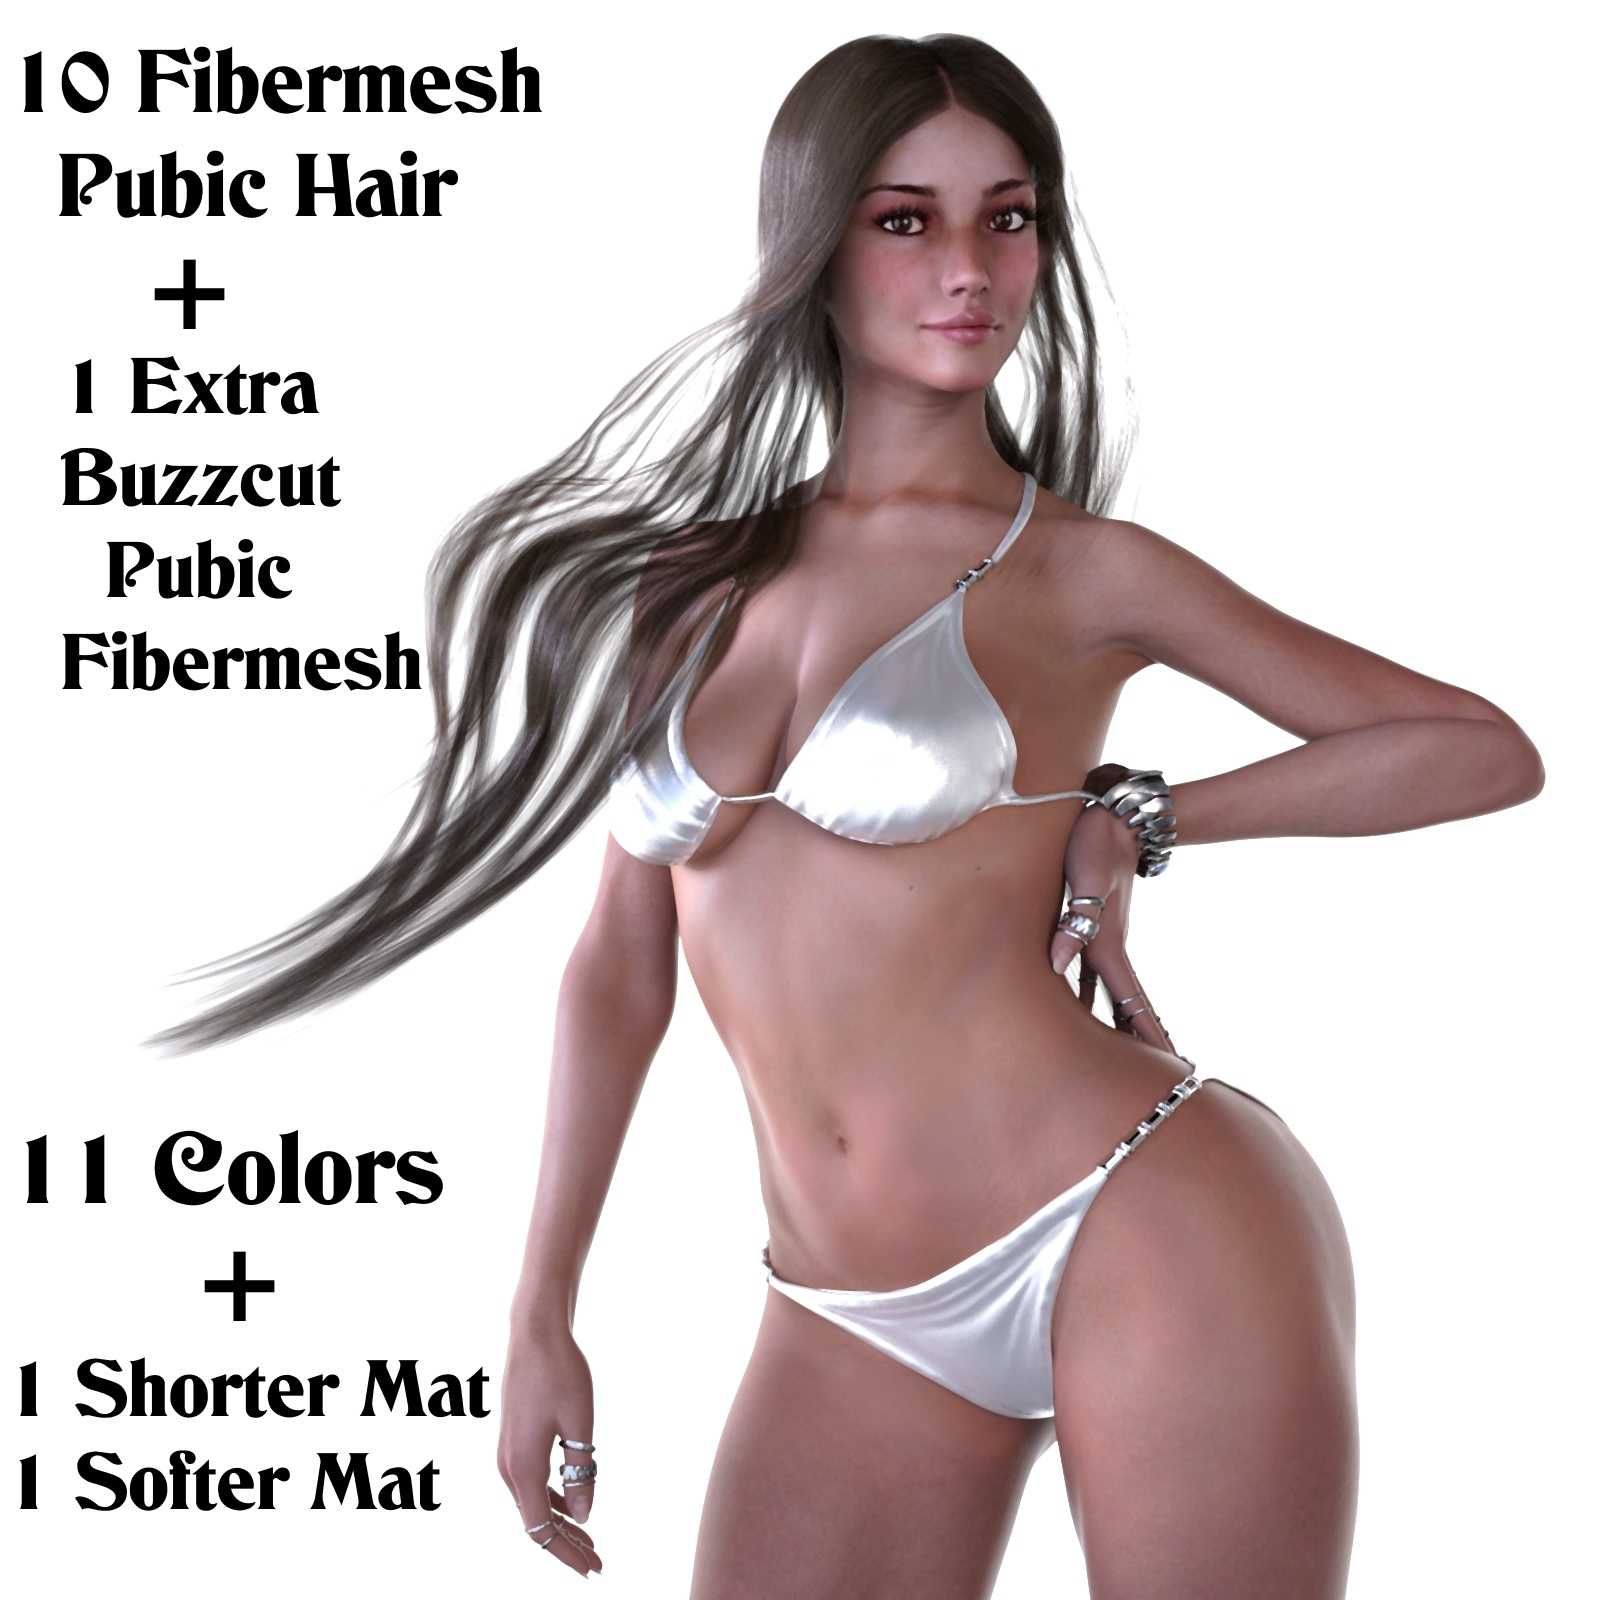 10 Fibermesh
Pubic Hair
+
1 Extra
Buzzcut
Pubic
Fibermesh
11 Colors
+
1 Shorter Mat
1 Softer Mat